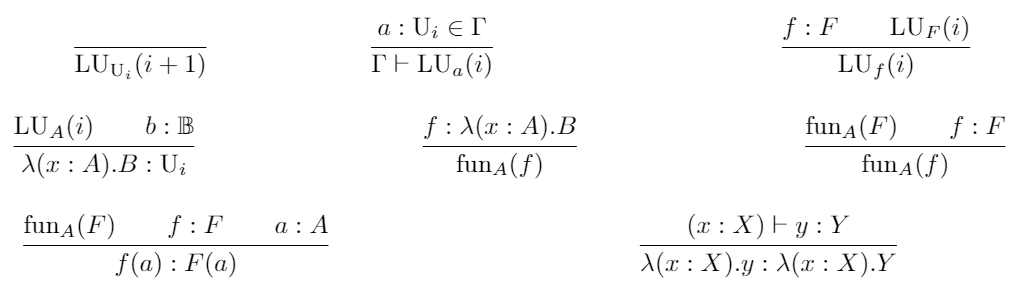 LU_{U_i}(i + 1)
a : U_i ∈ Γ
Γ ⊢ LU_a(i)
f : F    LU_F(i)
LU_f(i)
LU_A(i)    b : 𝔹
λ(x : A).B : U_i
f : λ(x : A).B
fun_A(f)
fun_A(F)    f : F
fun_A(f)
fun_A(F)    f : F    a : A
f(a) : F(a)
(x : X) ⊢ y : Y
λ(x : X).y : λ(x : X).Y